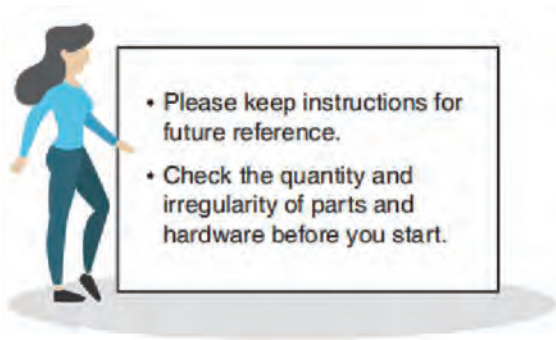 • Please keep instructions for
future reference.
• Check the quantity and
irregularity of parts and
hardware before you start.